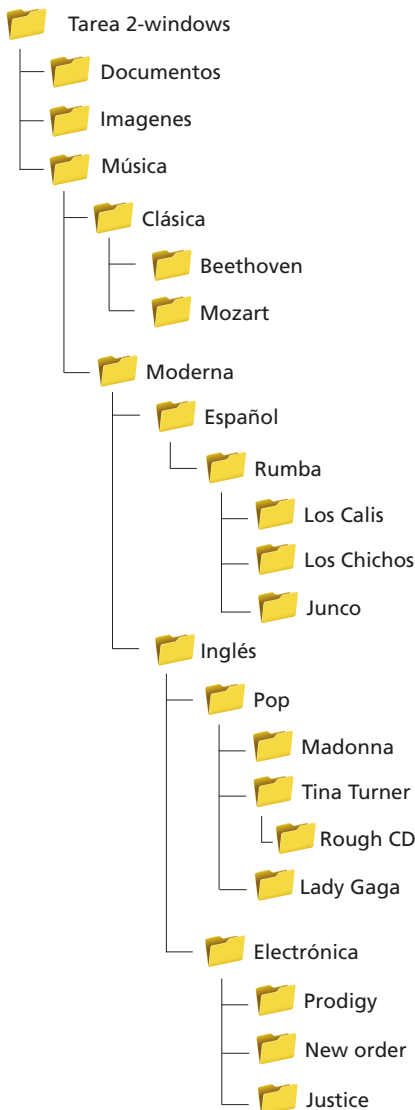 Tarea 2-windows
Documentos
Imagenes
Música
Clásica
Beethoven
Mozart
Moderna
Español
Rumba
Los Calis
Los Chichos
Junco
Inglés
Pop
Madonna
Tina Turner
Rough CD
Lady Gaga
Electrónica
Prodigy
New order
Justice